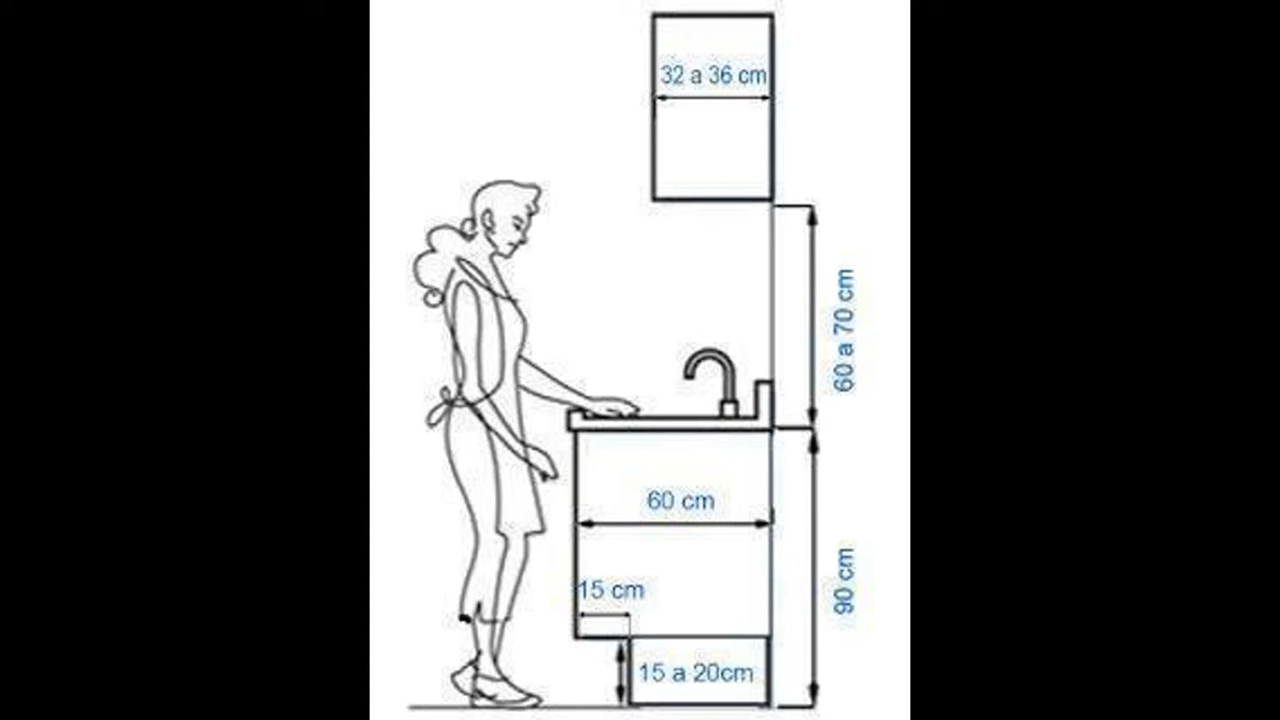 32 a 36 cm
60 a 70 cm
60 cm
90 cm
15 cm
15 a 20cm